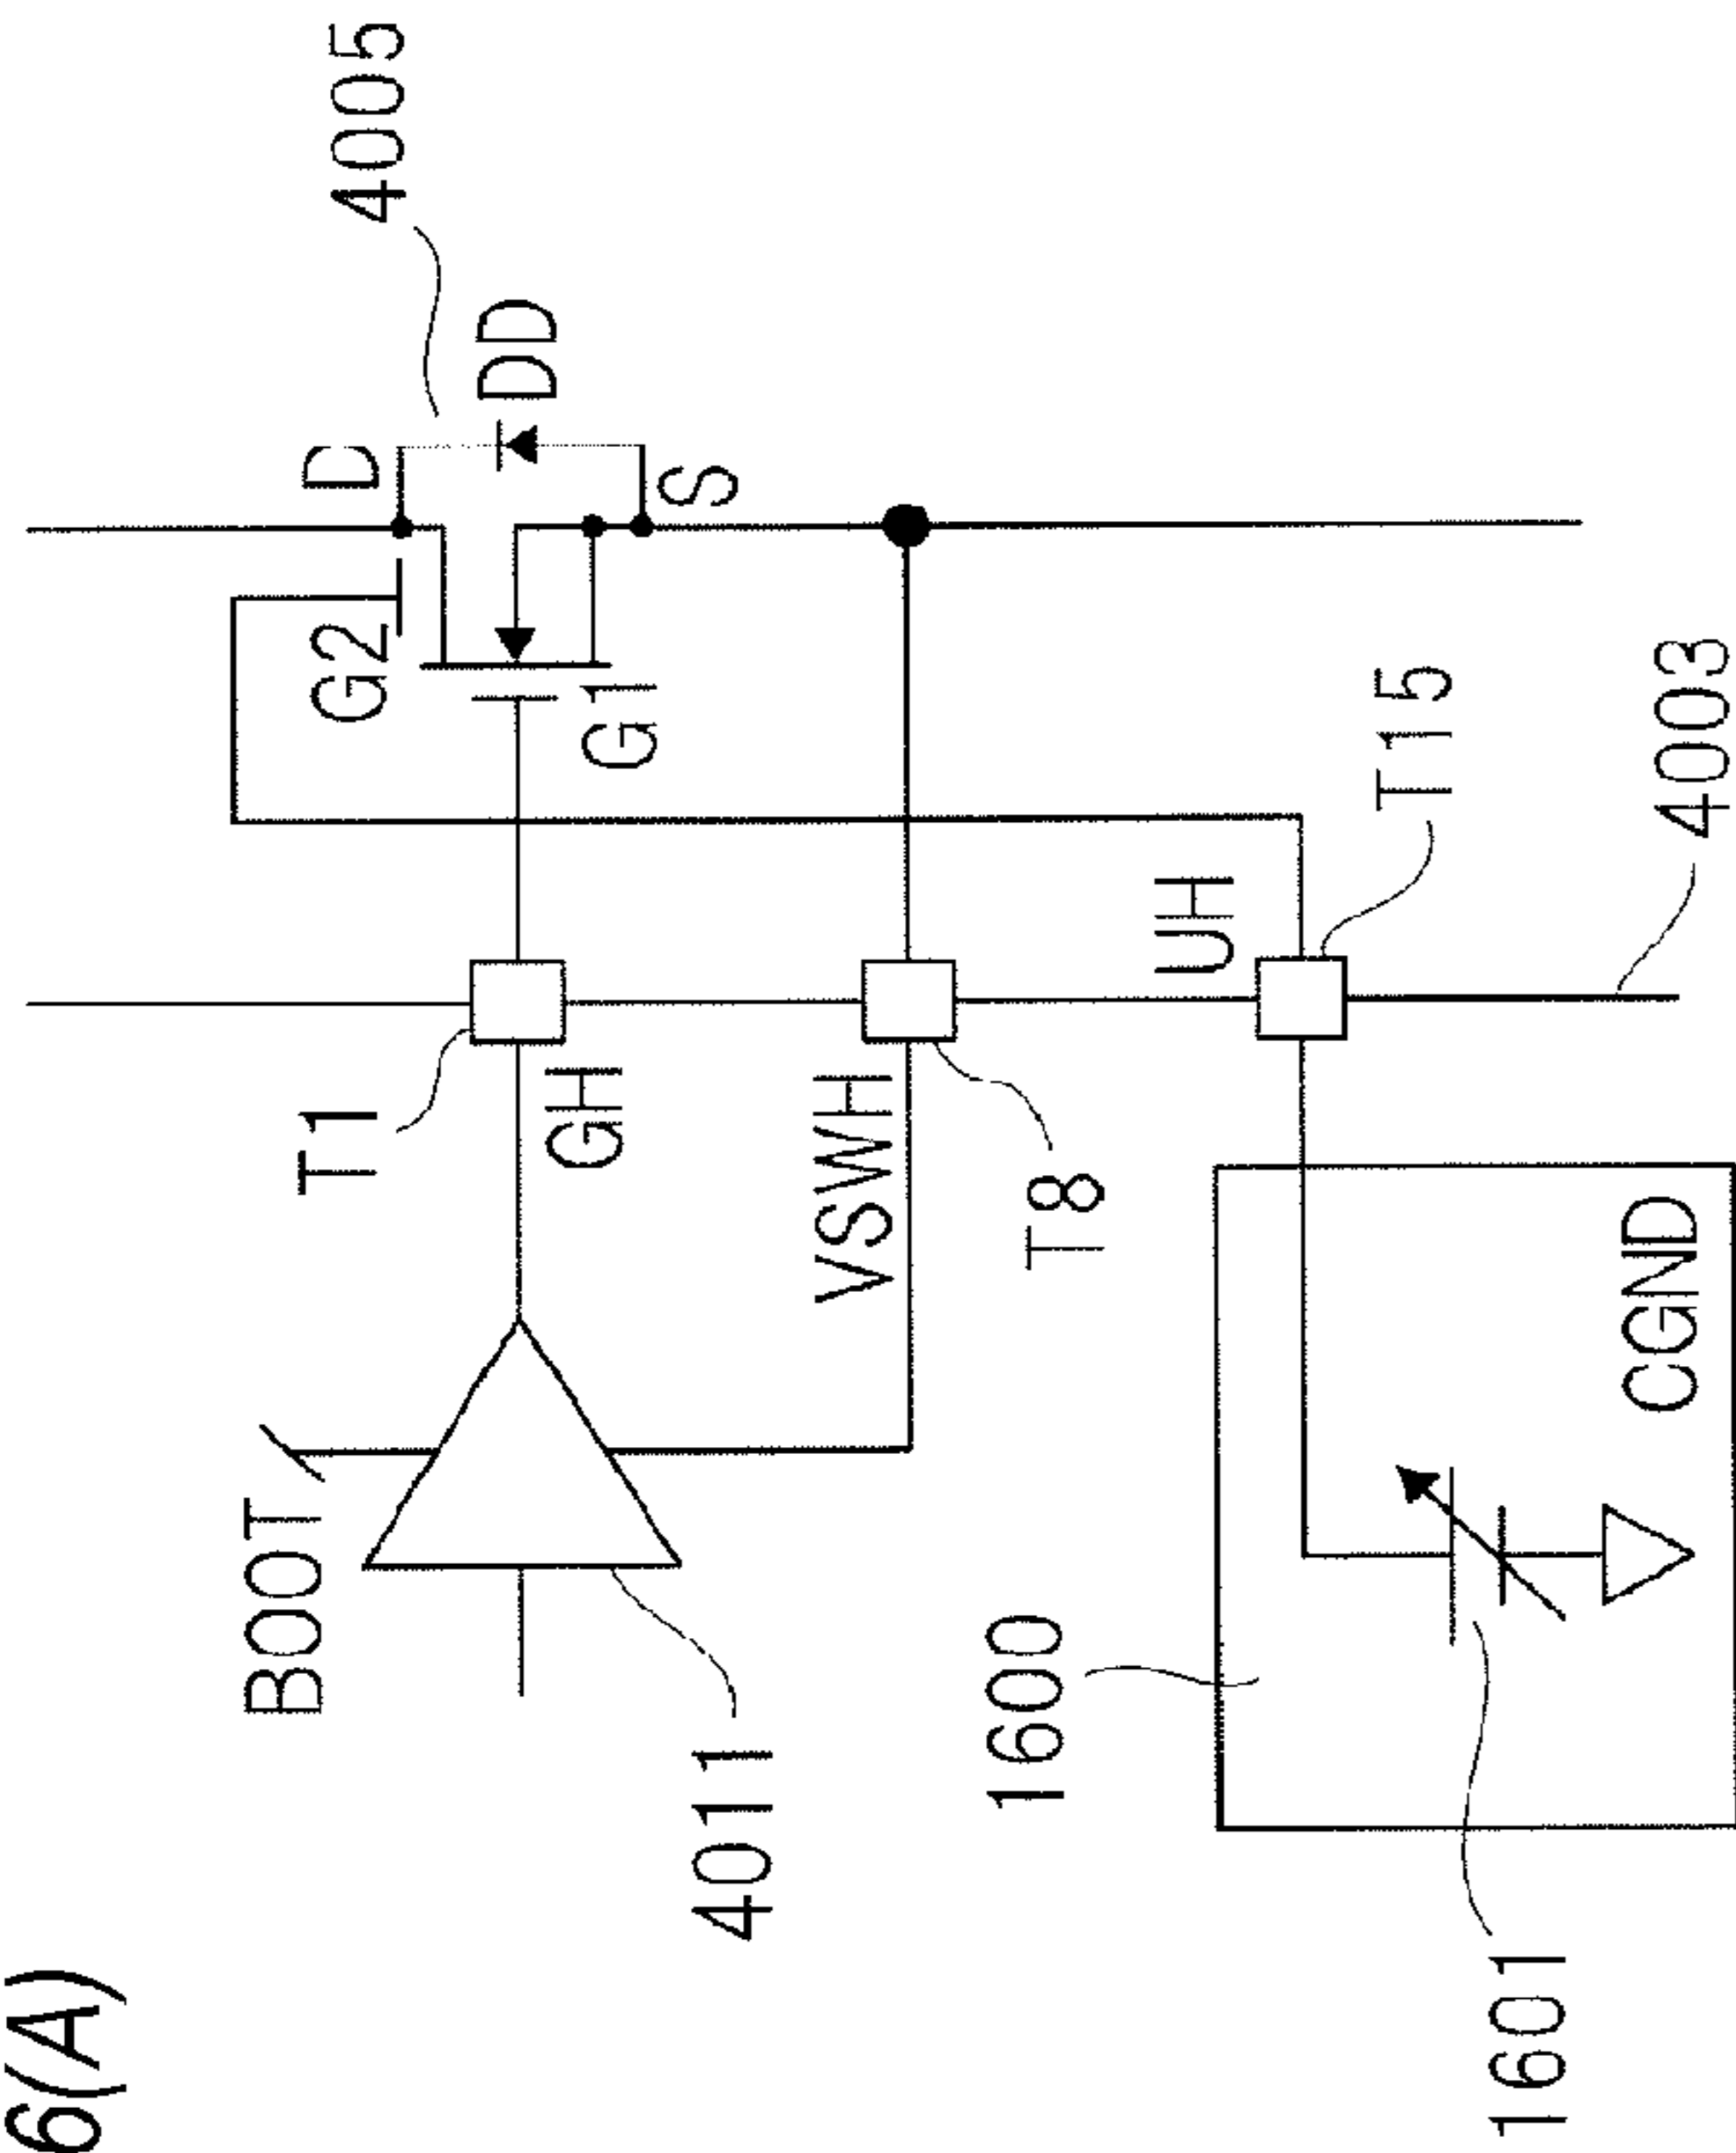 6(A)
BOOT
4011
T1
GH
VSWH
T8
G2
G1
D
DD
S
4005
UH
T15
4003
1600
1601
CGND